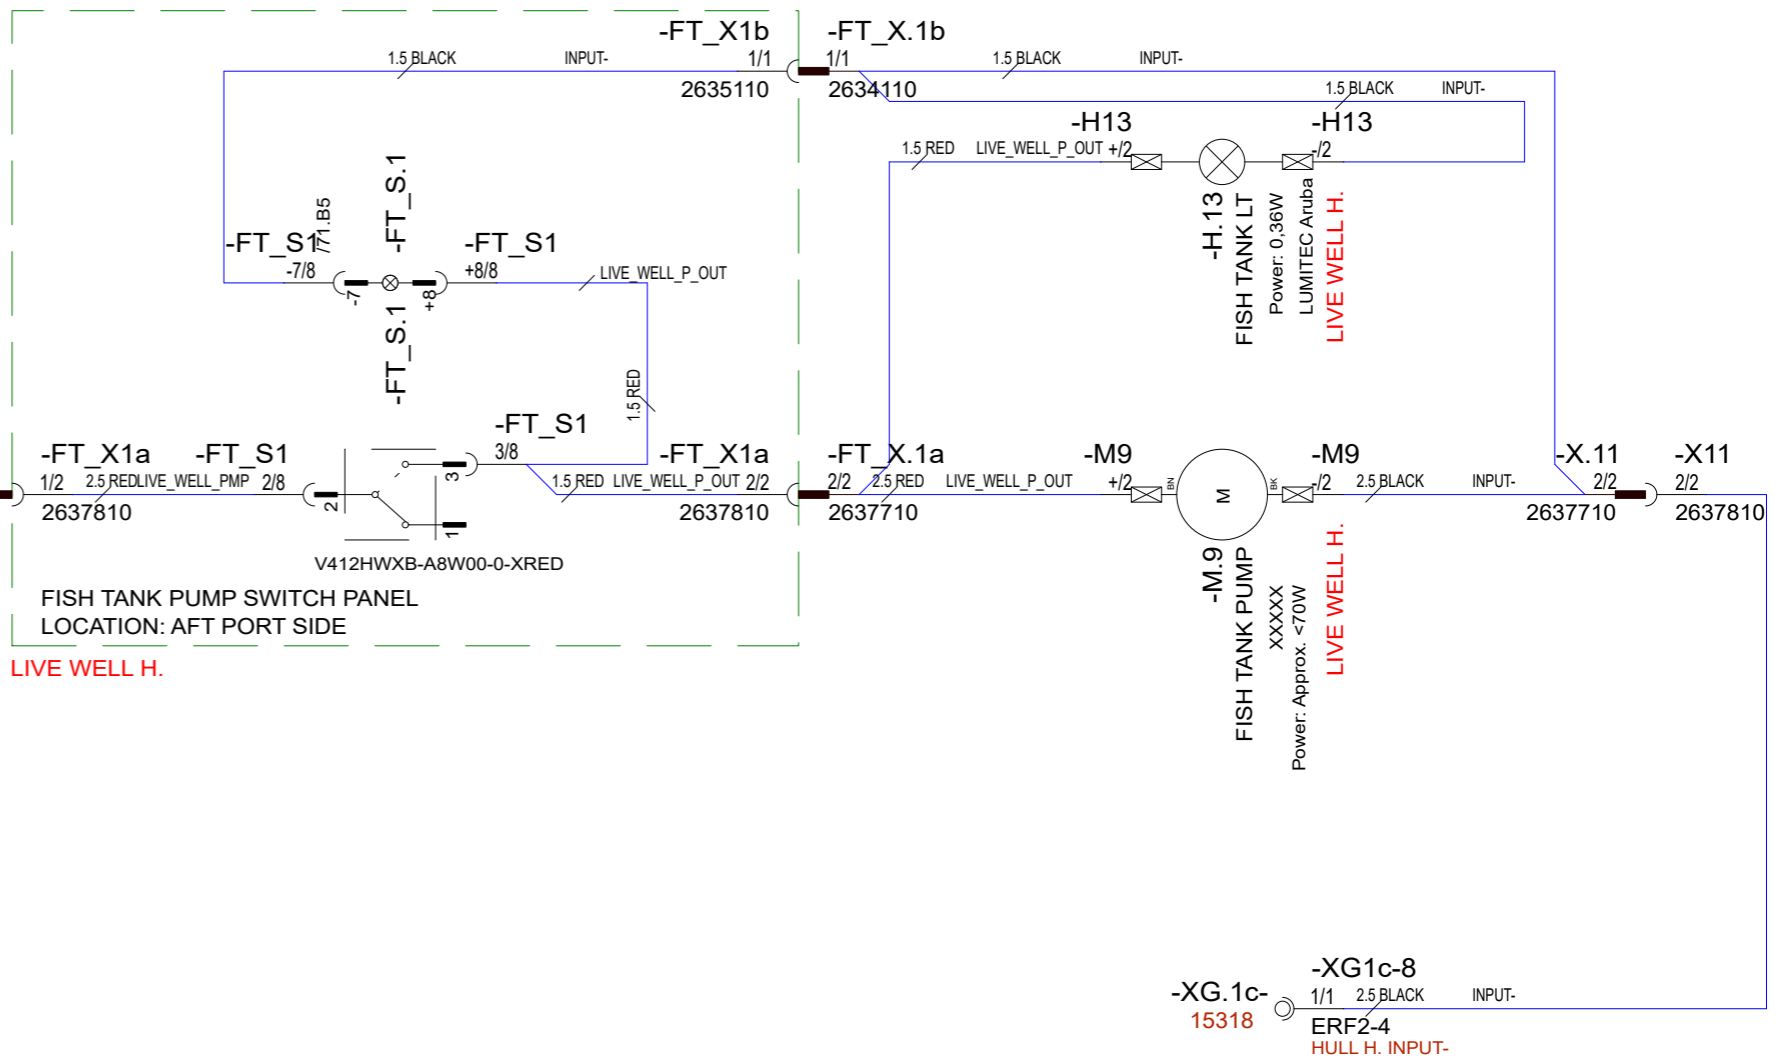 -FT_X1b
-FT_X.1b
1.5 BLACK
INPUT-
1/1
1/1
1.5 BLACK
INPUT-
2635110
2634110
1.5 BLACK
INPUT-
-H13
-H13
1.5 RED
LIVE_WELL_P_OUT
+/2
-/2
-H.13
FISH TANK LT
Power: 0,36W
LUMITEC Aruba
LIVE WELL H.
-FT_S1
/71.B5
-FT_S.1
-FT_S1
-7/8
+8/8
LIVE_WELL_P_OUT
-7
+8
-FT_S.1
1.5 RED
-FT_S1
3/8
-FT_X1a
-FT_S1
-FT_X1a
-FT_X.1a
-M9
-M9
-X.11
-X11
1/2
2.5 RED
LIVE_WELL_PMP
2/8
1.5 RED
LIVE_WELL_P_OUT
2/2
2/2
2.5 RED
LIVE_WELL_P_OUT
+/2
BN
M
BK
-/2
2.5 BLACK
INPUT-
2/2
2/2
2637810
2
3
1
2637810
2637710
2637710
2637810
V412HWXB-A8W00-0-XRED
-M.9
FISH TANK PUMP
XXXXX
Power: Approx. <70W
LIVE WELL H.
FISH TANK PUMP SWITCH PANEL
LOCATION: AFT PORT SIDE
LIVE WELL H.
-XG1c-8
-XG.1c-
1/1
2.5 BLACK
INPUT-
15318
ERF2-4
HULL H. INPUT-